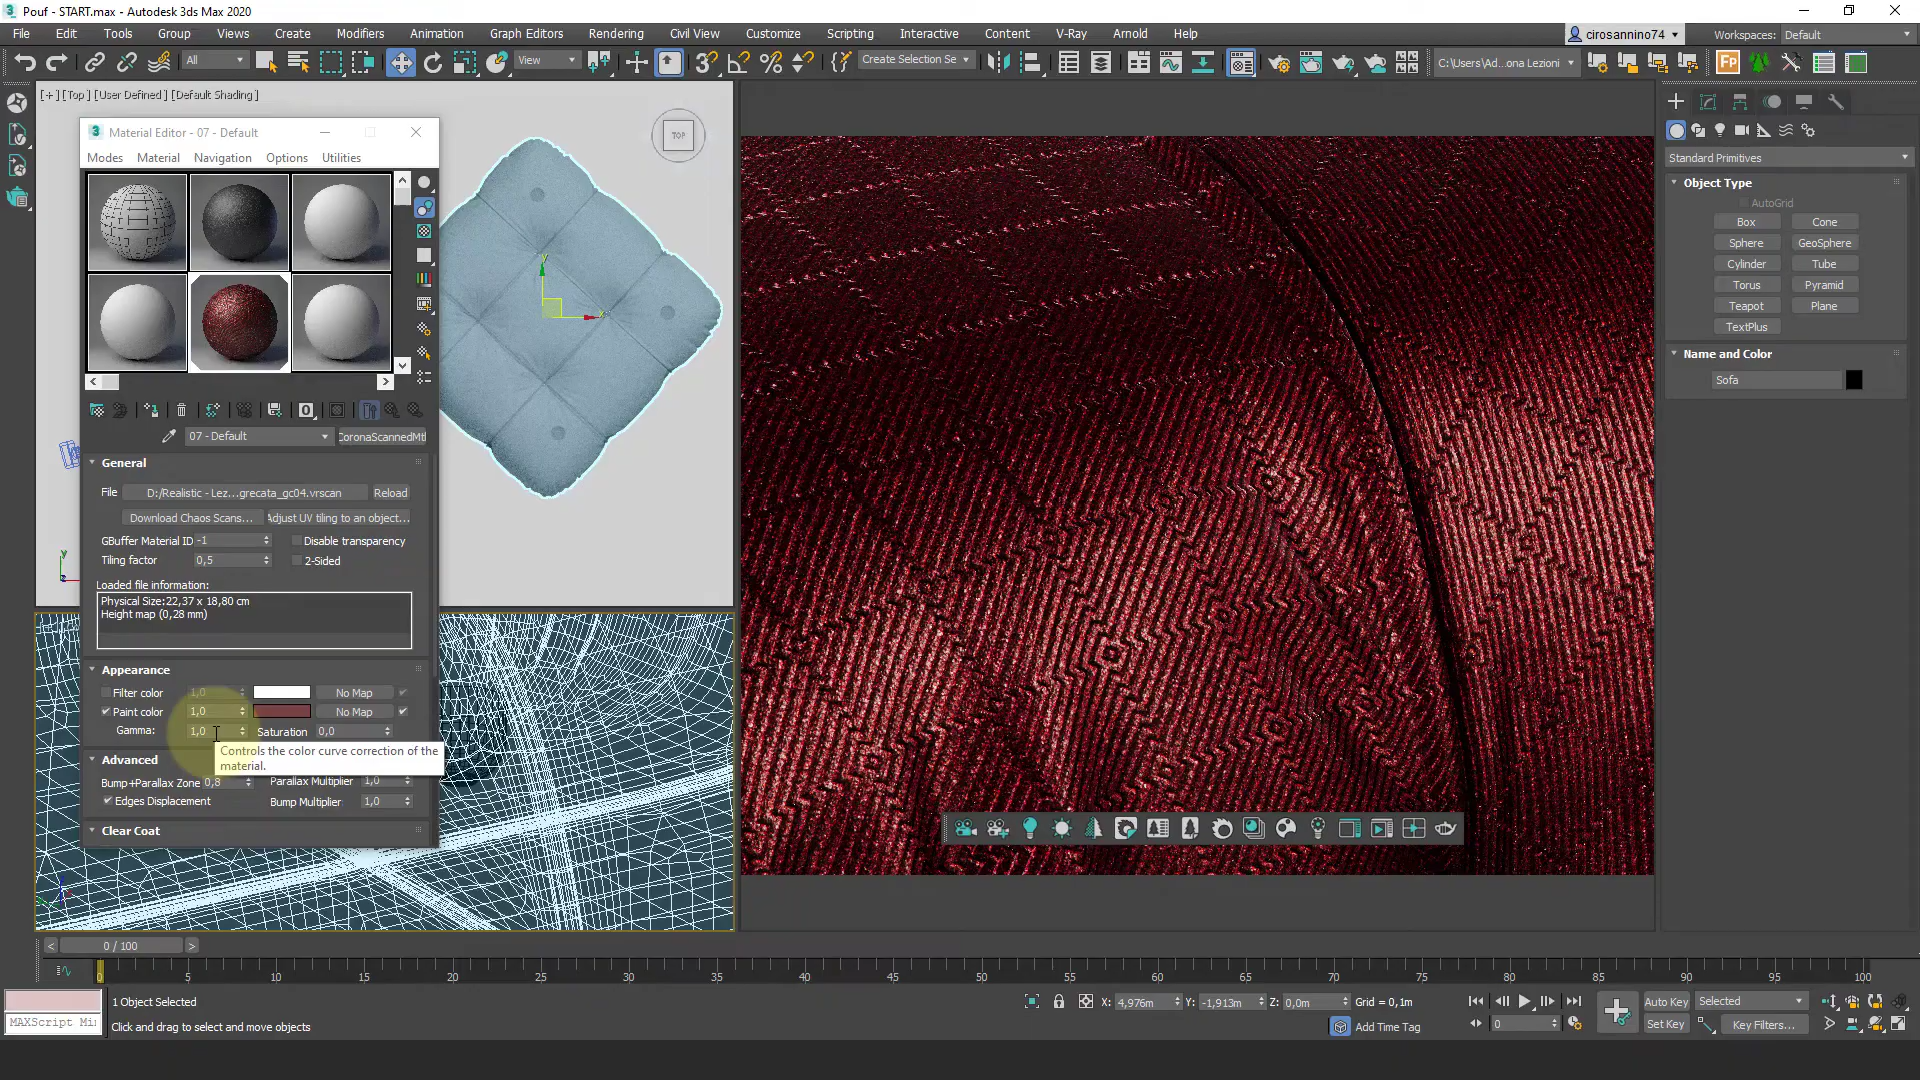 Pouf - START.max - Autodesk 3ds Max 2020
File Edit Tools Group Views Create Modifiers Animation Graph Editors Rendering Civil View Customize Scripting Interactive Content V-Ray Arnold Help
cirosannino74
Workspaces: Default
All
View
Create Selection Se
C:\Users\Ad...ona Lezioni
[+] [Top ] [User Defined ] [Default Shading ]
TOP
Material Editor - 07 - Default
Modes Material Navigation Options Utilities
07 - Default
CoronaScannedMtl
General
File D:/Realistic - Lez...grecata_gc04.vrscan Reload
Download Chaos Scans... Adjust UV tiling to an object...
GBuffer Material ID -1 Disable transparency
Tiling factor 0,5 2-Sided
Loaded file information:
Physical Size:22,37 x 18,80 cm
Height map (0,28 mm)
Appearance
Filter color 1,0 No Map
Paint color 1,0 No Map
Gamma: 1,0 Saturation 0,0
Controls the color curve correction of the
material.
Advanced
Bump+Parallax Zone 0,8 Parallax Multiplier 1,0
Edges Displacement Bump Multiplier 1,0
Clear Coat
Standard Primitives
Object Type
AutoGrid
Box Cone
Sphere GeoSphere
Cylinder Tube
Torus Pyramid
Teapot Plane
TextPlus
Name and Color
Sofa
0 / 100
0 5 10 15 20 25 30 35 40 45 50 55 60 65 70 75 80 85 90 95 100
1 Object Selected
MAXScript Mi
Click and drag to select and move objects
X: 4,976m Y: -1,913m Z: 0,0m Grid = 0,1m
Add Time Tag
0
Auto Key Selected
Set Key Key Filters...